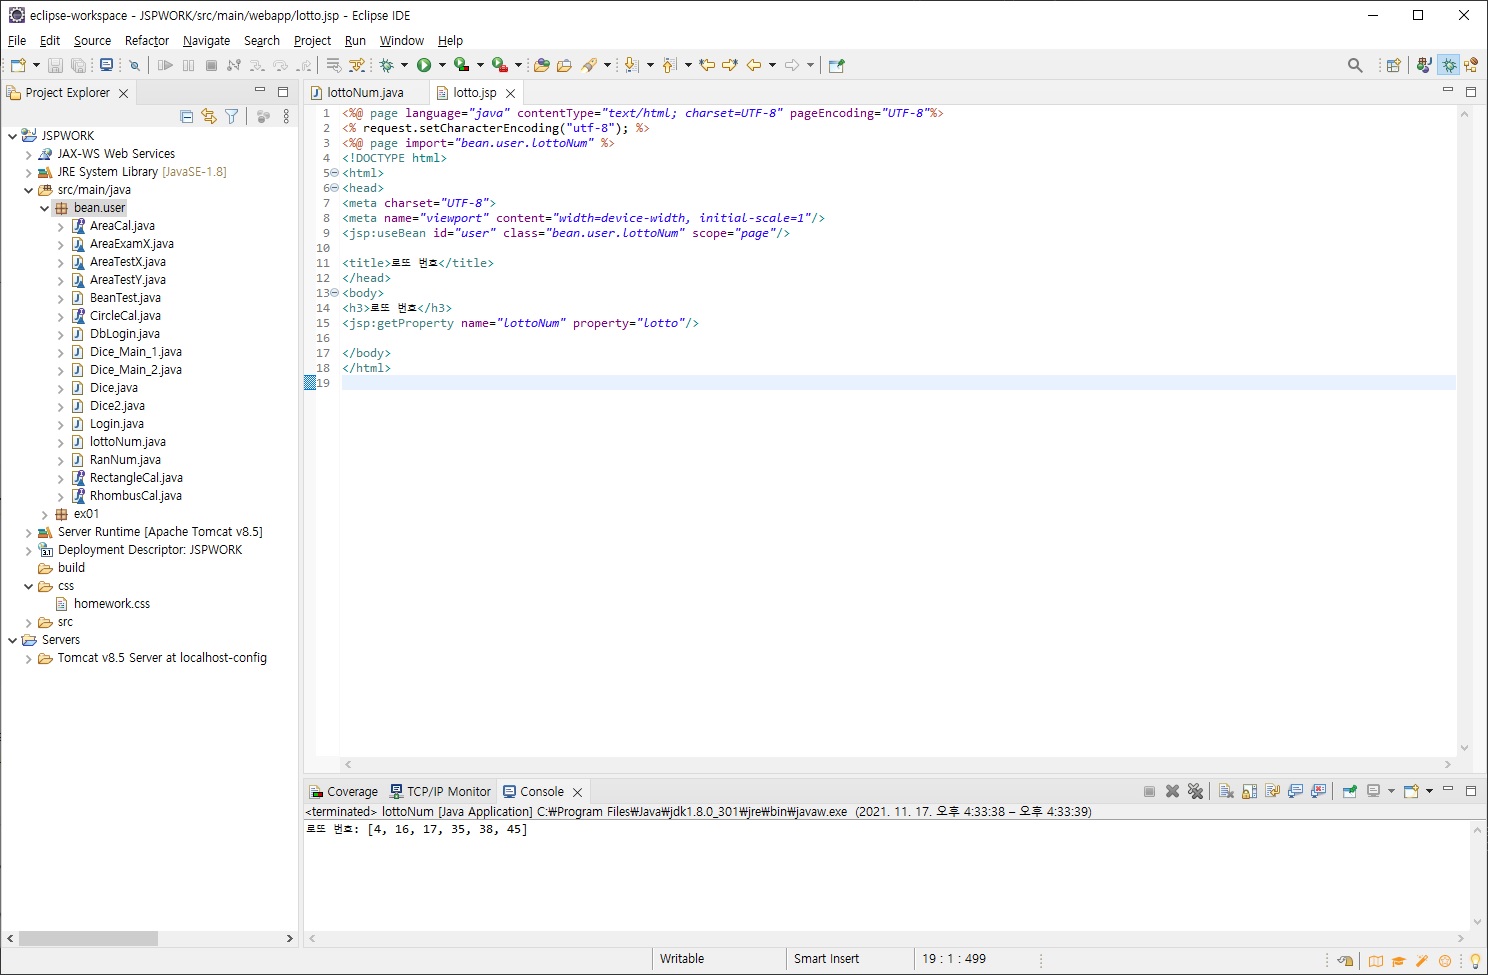 eclipse-workspace - JSPWORK/src/main/webapp/lotto.jsp - Eclipse IDE
File Edit Source Refactor Navigate Search Project Run Window Help
Project Explorer
JSPWORK
JAX-WS Web Services
JRE System Library [JavaSE-1.8]
src/main/java
bean.user
AreaCal.java
AreaExamX.java
AreaTestX.java
AreaTestY.java
BeanTest.java
CircleCal.java
DbLogin.java
Dice_Main_1.java
Dice_Main_2.java
Dice.java
Dice2.java
Login.java
lottoNum.java
RanNum.java
RectangleCal.java
RhombusCal.java
ex01
Server Runtime [Apache Tomcat v8.5]
Deployment Descriptor: JSPWORK
build
css
homework.css
src
Servers
Tomcat v8.5 Server at localhost-config
lottoNum.java lotto.jsp
1 <%@ page language="java" contentType="text/html; charset=UTF-8" pageEncoding="UTF-8"%>
2 <% request.setCharacterEncoding("utf-8"); %>
3 <%@ page import="bean.user.lottoNum" %>
4 <!DOCTYPE html>
5 <html>
6 <head>
7 <meta charset="UTF-8">
8 <meta name="viewport" content="width=device-width, initial-scale=1"/>
9 <jsp:useBean id="user" class="bean.user.lottoNum" scope="page"/>
10
11 <title>로또 번호</title>
12 </head>
13 <body>
14 <h3>로또 번호</h3>
15 <jsp:getProperty name="lottoNum" property="lotto"/>
16
17 </body>
18 </html>
19
Coverage TCP/IP Monitor Console
<terminated> lottoNum [Java Application] C:₩Program Files₩Java₩jdk1.8.0_301₩jre₩bin₩javaw.exe (2021. 11. 17. 오후 4:33:38 – 오후 4:33:39)
로또 번호: [4, 16, 17, 35, 38, 45]
Writable Smart Insert 19 : 1 : 499